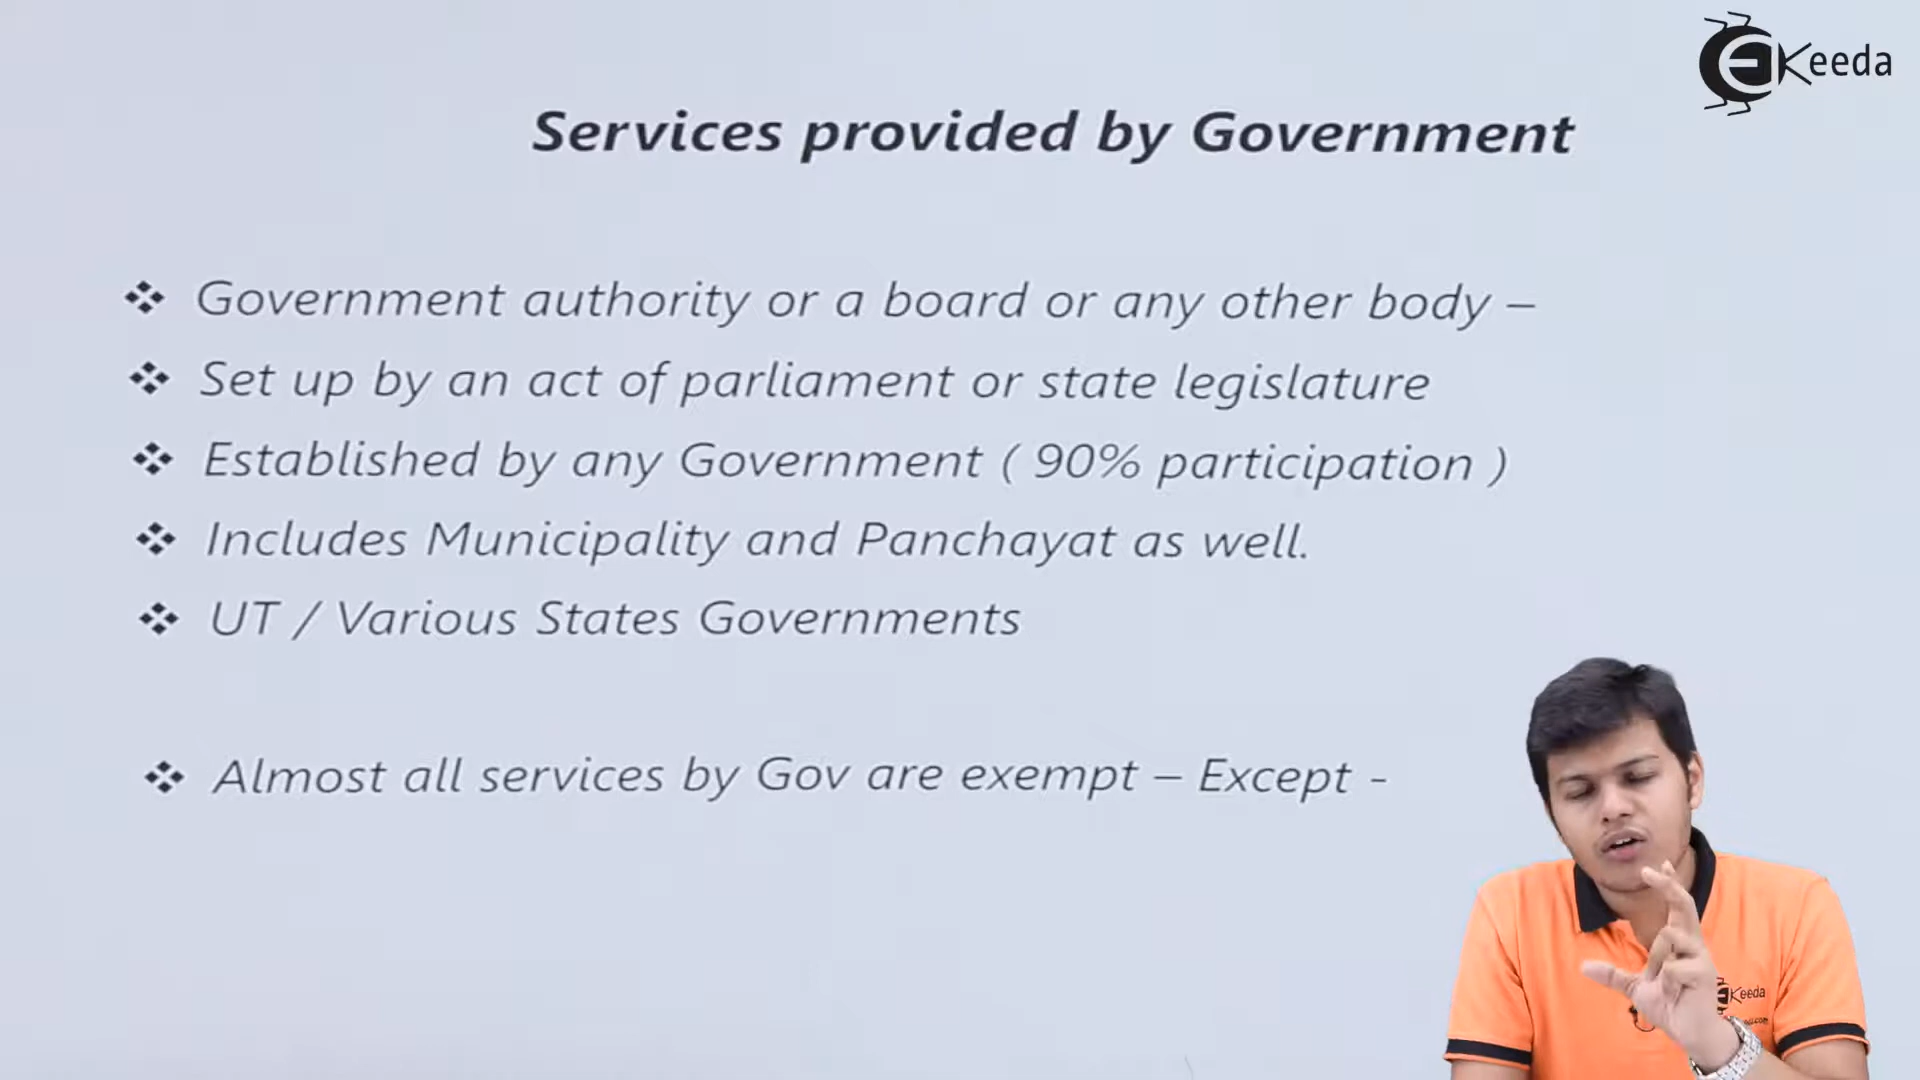 EKeeda
Services provided by Government
Government authority or a board or any other body –
Set up by an act of parliament or state legislature
Established by any Government ( 90% participation )
Includes Municipality and Panchayat as well.
UT / Various States Governments
Almost all services by Gov are exempt – Except -
EKeeda